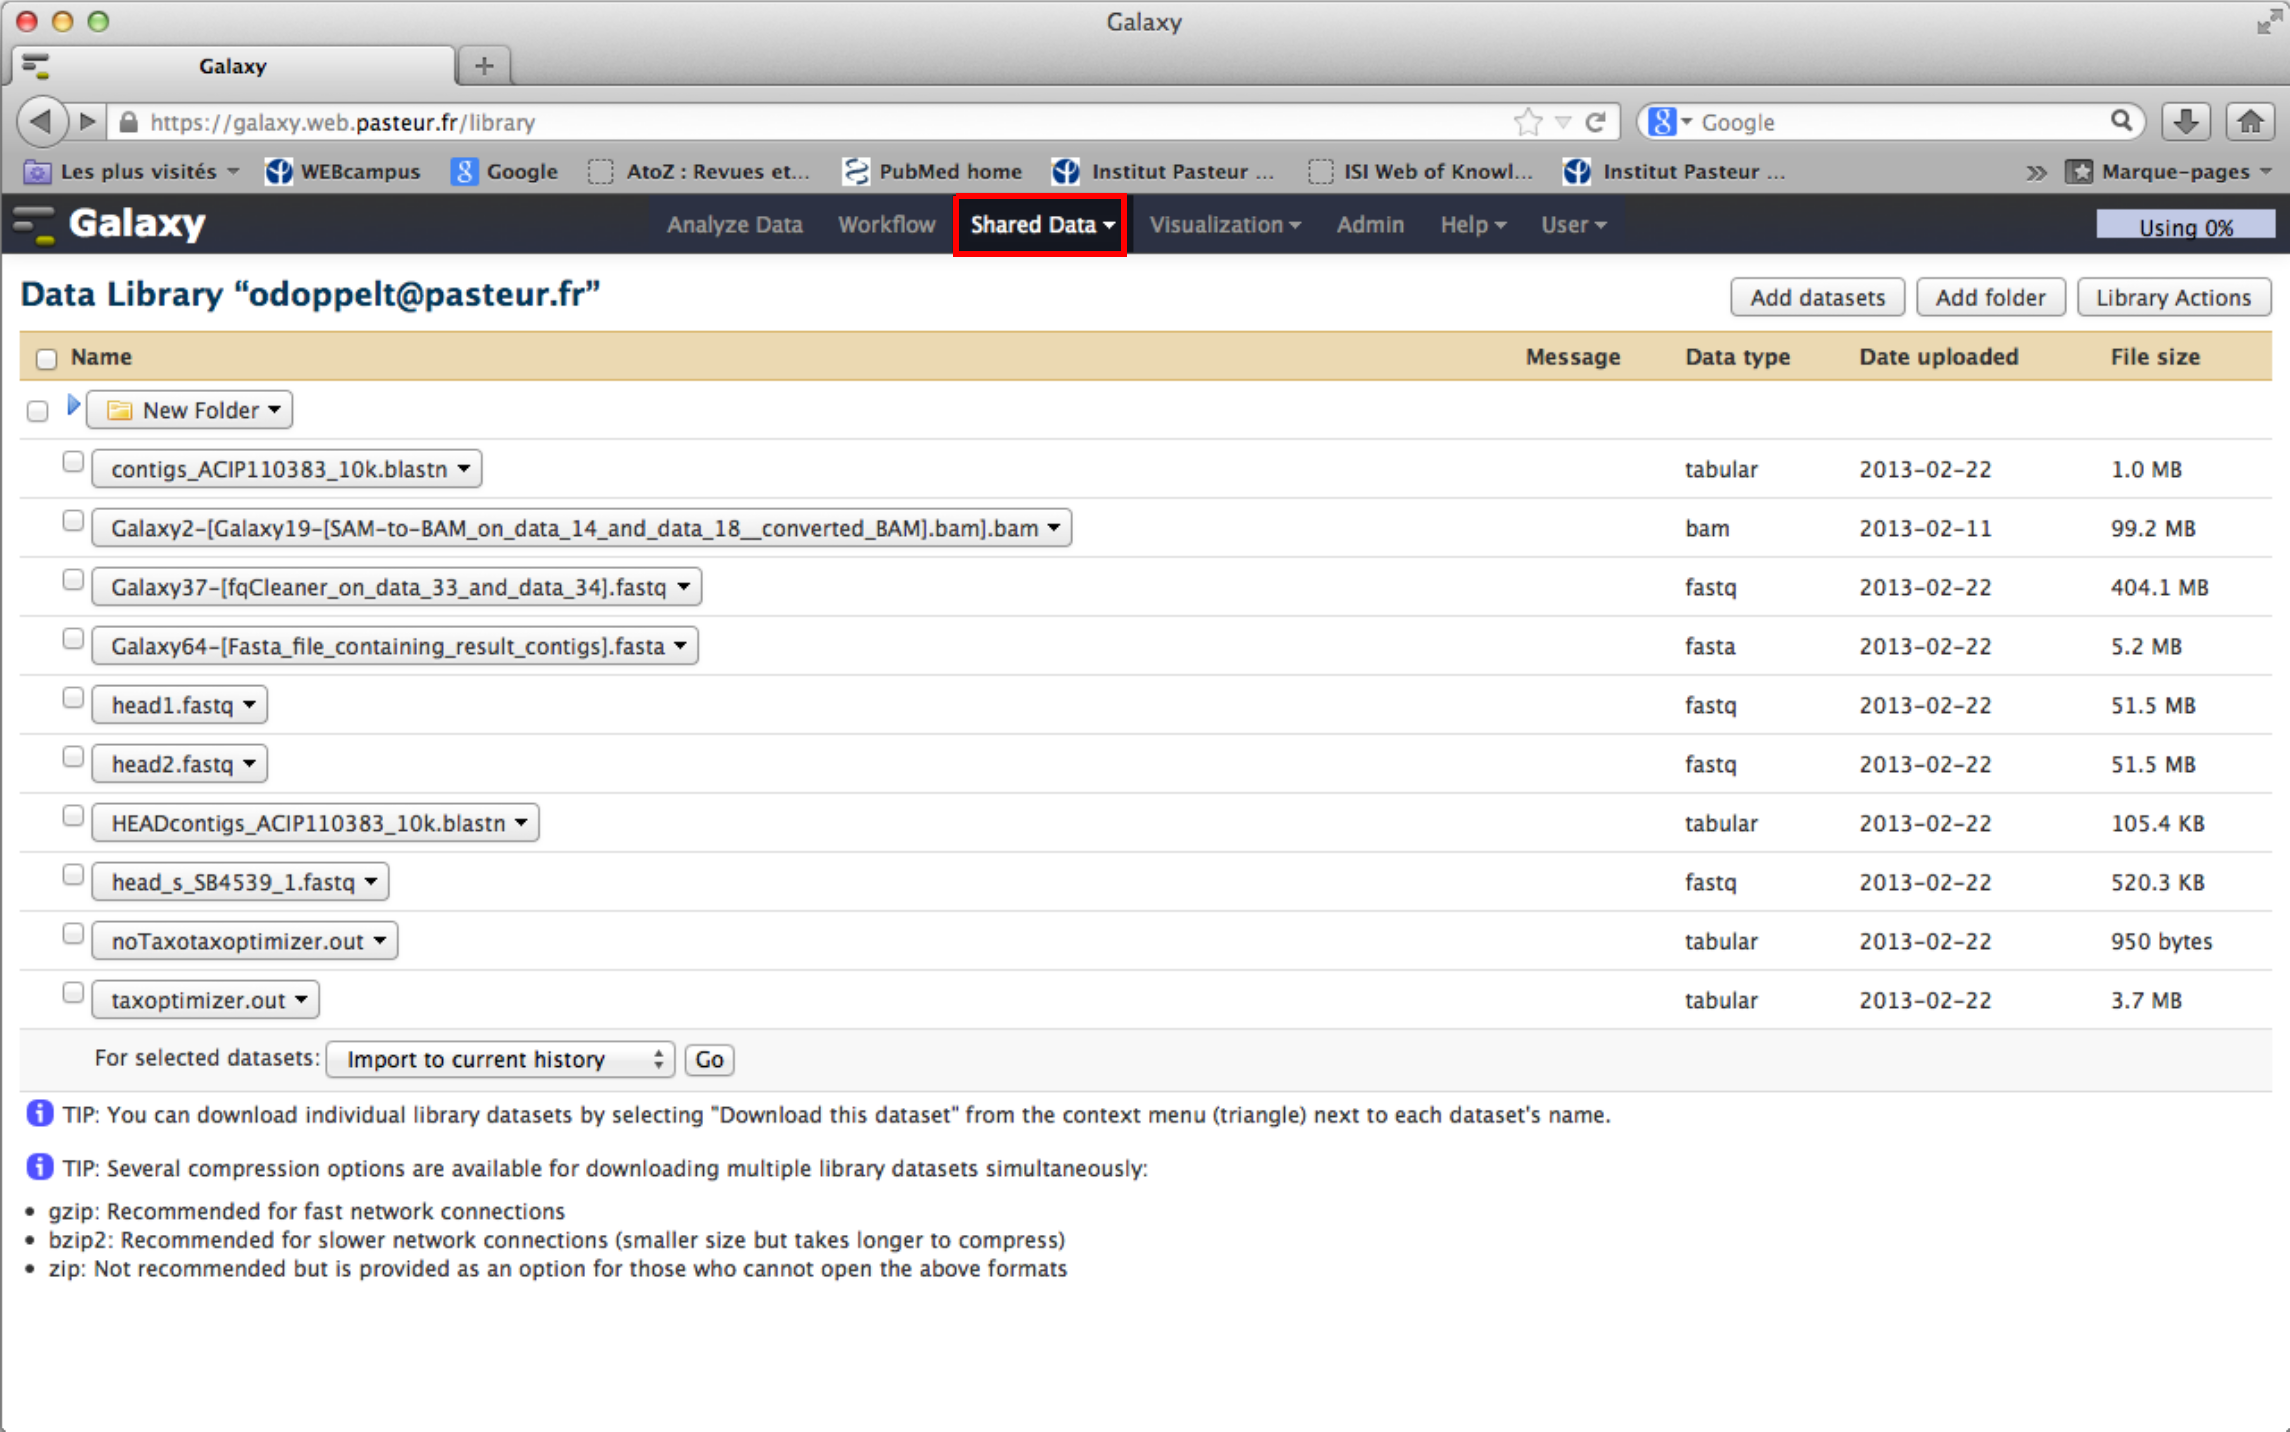 Galaxy
Galaxy
https://galaxy.web.pasteur.fr/library
Google
Les plus visités WEBcampus Google AtoZ : Revues et... PubMed home Institut Pasteur ... ISI Web of Knowl... Institut Pasteur ... Marque-pages
Galaxy Analyze Data Workflow Shared Data Visualization Admin Help User Using 0%
Data Library “odoppelt@pasteur.fr” Add datasets Add folder Library Actions
Name Message Data type Date uploaded File size
New Folder
contigs_ACIP110383_10k.blastn tabular 2013-02-22 1.0 MB
Galaxy2-[Galaxy19-[SAM-to-BAM_on_data_14_and_data_18__converted_BAM].bam].bam bam 2013-02-11 99.2 MB
Galaxy37-[fqCleaner_on_data_33_and_data_34].fastq fastq 2013-02-22 404.1 MB
Galaxy64-[Fasta_file_containing_result_contigs].fasta fasta 2013-02-22 5.2 MB
head1.fastq fastq 2013-02-22 51.5 MB
head2.fastq fastq 2013-02-22 51.5 MB
HEADcontigs_ACIP110383_10k.blastn tabular 2013-02-22 105.4 KB
head_s_SB4539_1.fastq fastq 2013-02-22 520.3 KB
noTaxotaxoptimizer.out tabular 2013-02-22 950 bytes
taxoptimizer.out tabular 2013-02-22 3.7 MB
For selected datasets: Import to current history Go
TIP: You can download individual library datasets by selecting "Download this dataset" from the context menu (triangle) next to each dataset's name.
TIP: Several compression options are available for downloading multiple library datasets simultaneously:
• gzip: Recommended for fast network connections
• bzip2: Recommended for slower network connections (smaller size but takes longer to compress)
• zip: Not recommended but is provided as an option for those who cannot open the above formats